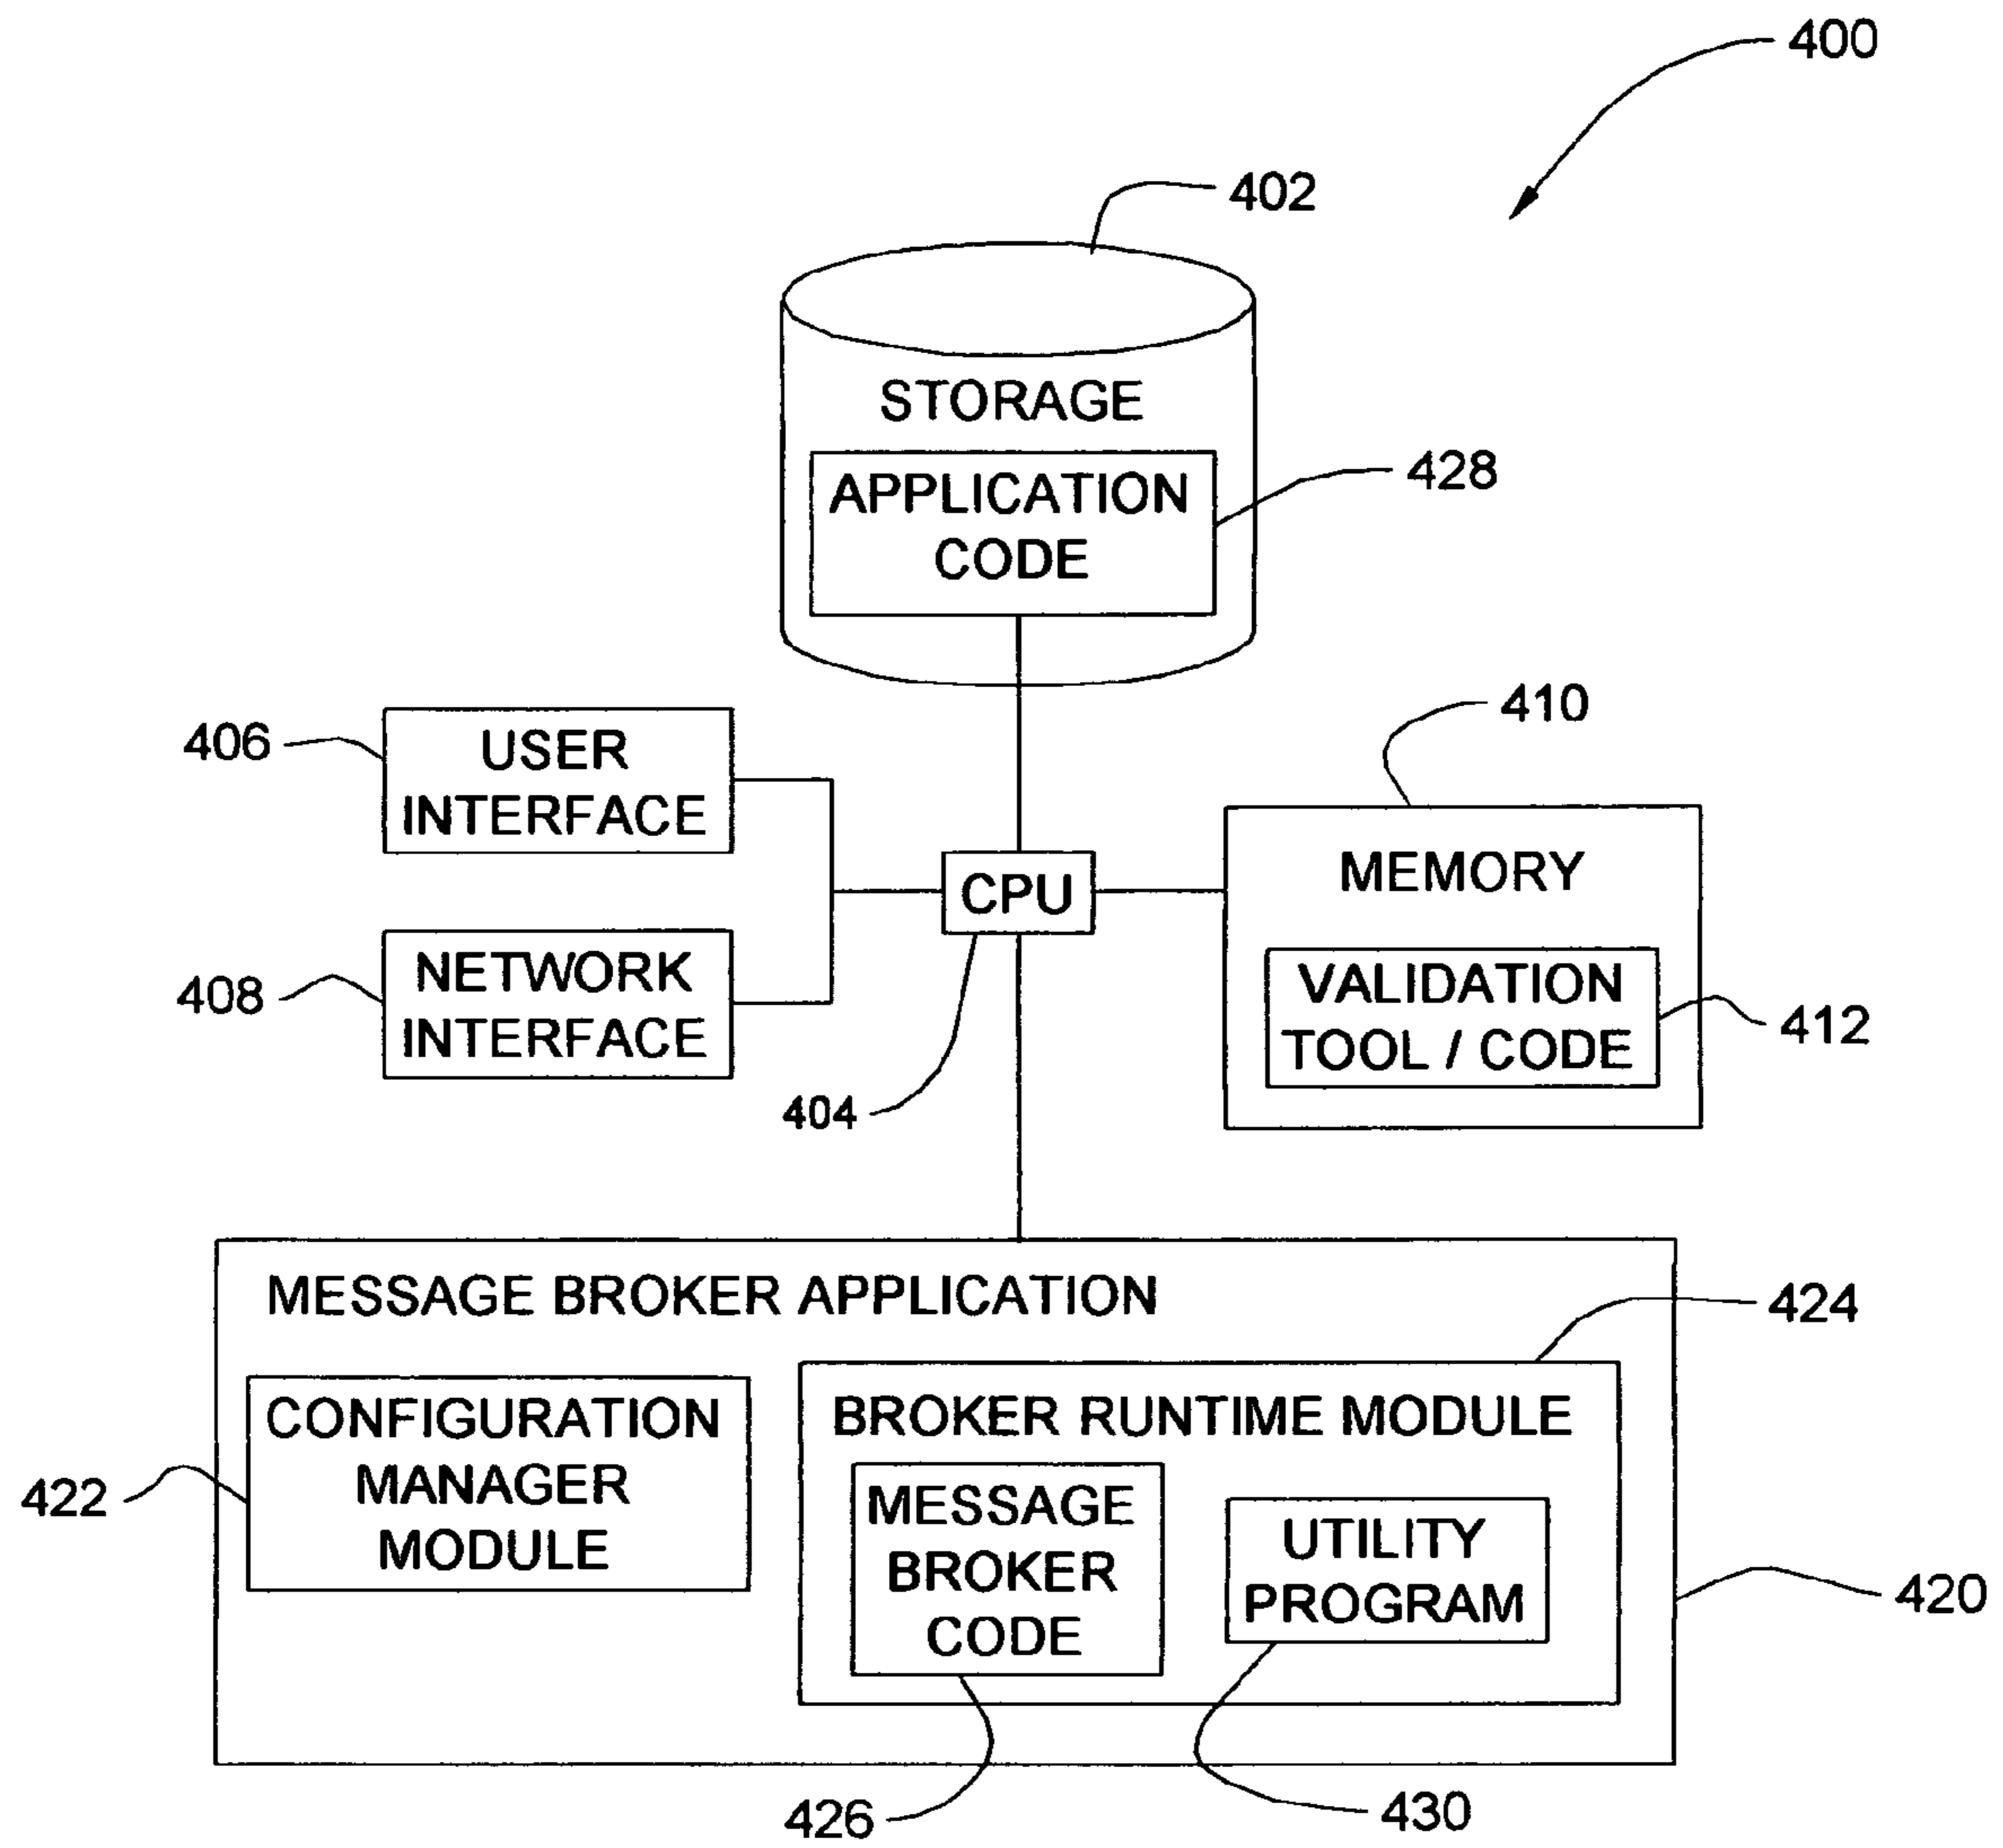 400
402
STORAGE
APPLICATION
CODE
428
406
USER
INTERFACE
410
MEMORY
CPU
408
NETWORK
INTERFACE
VALIDATION
TOOL / CODE
412
404
MESSAGE BROKER APPLICATION
424
CONFIGURATION
MANAGER
MODULE
422
BROKER RUNTIME MODULE
MESSAGE
BROKER
CODE
UTILITY
PROGRAM
420
426
430